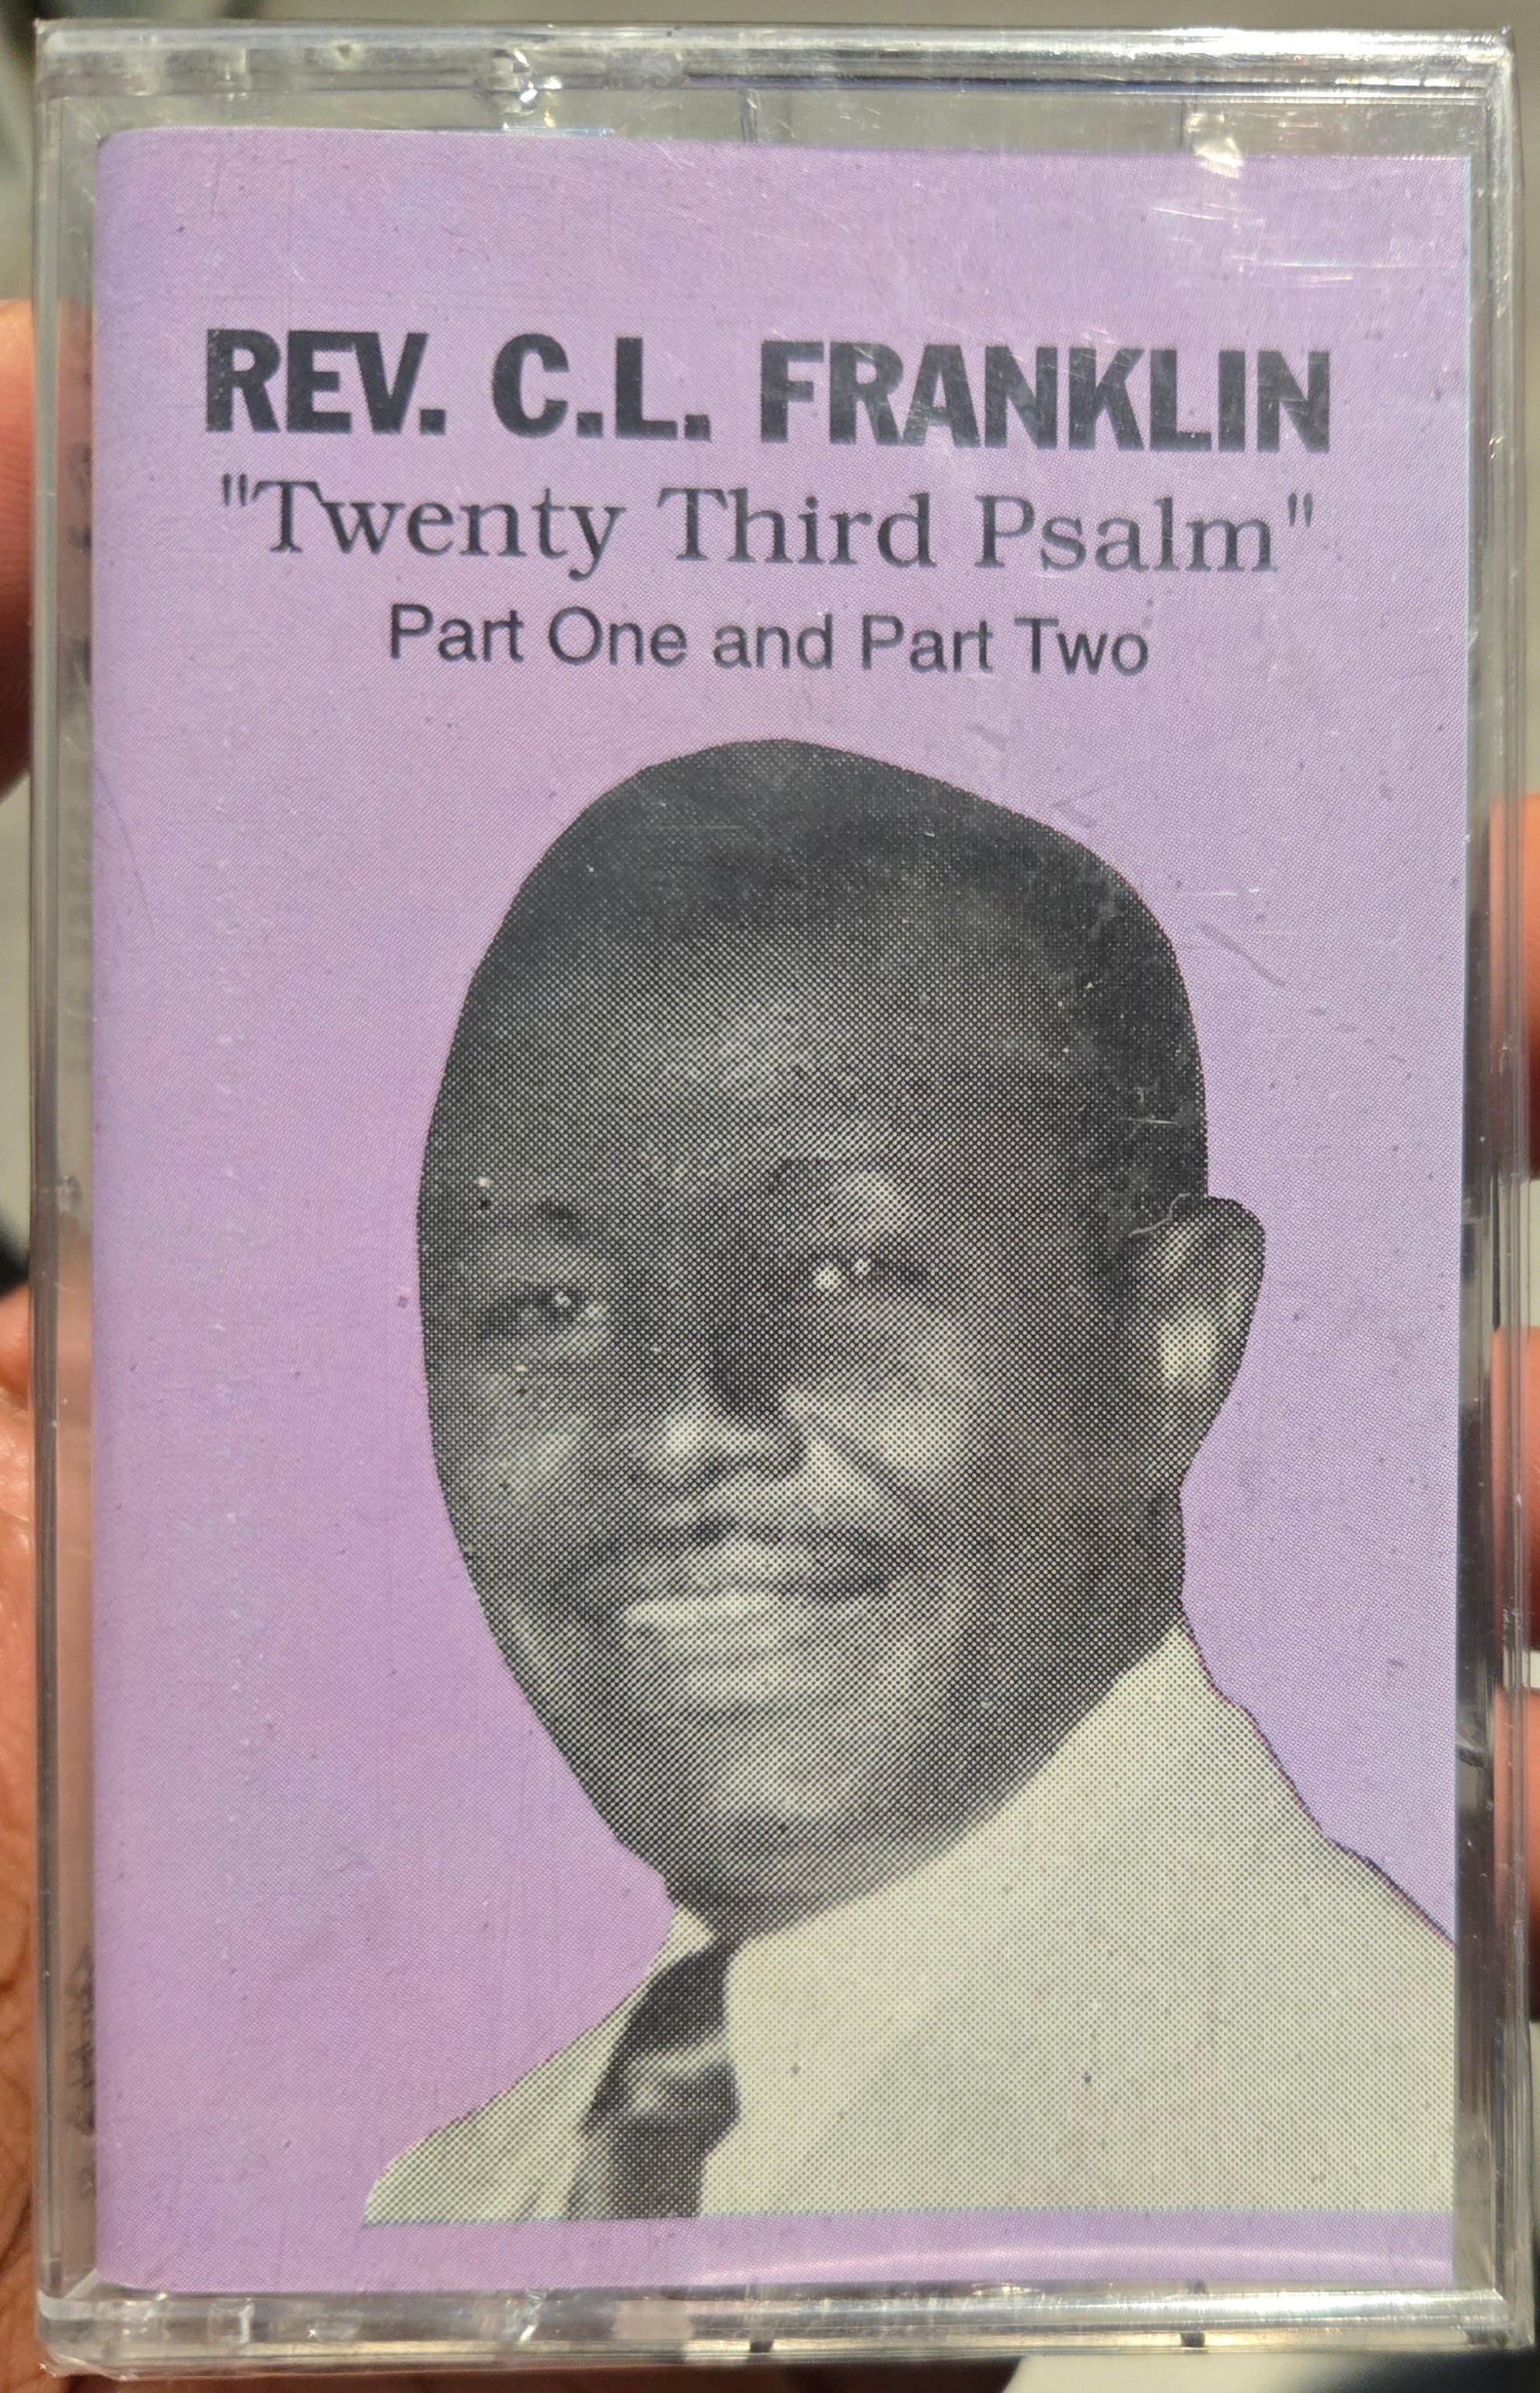 REV. C.L. FRANKLIN
"Twenty Third Psalm"
Part One and Part Two